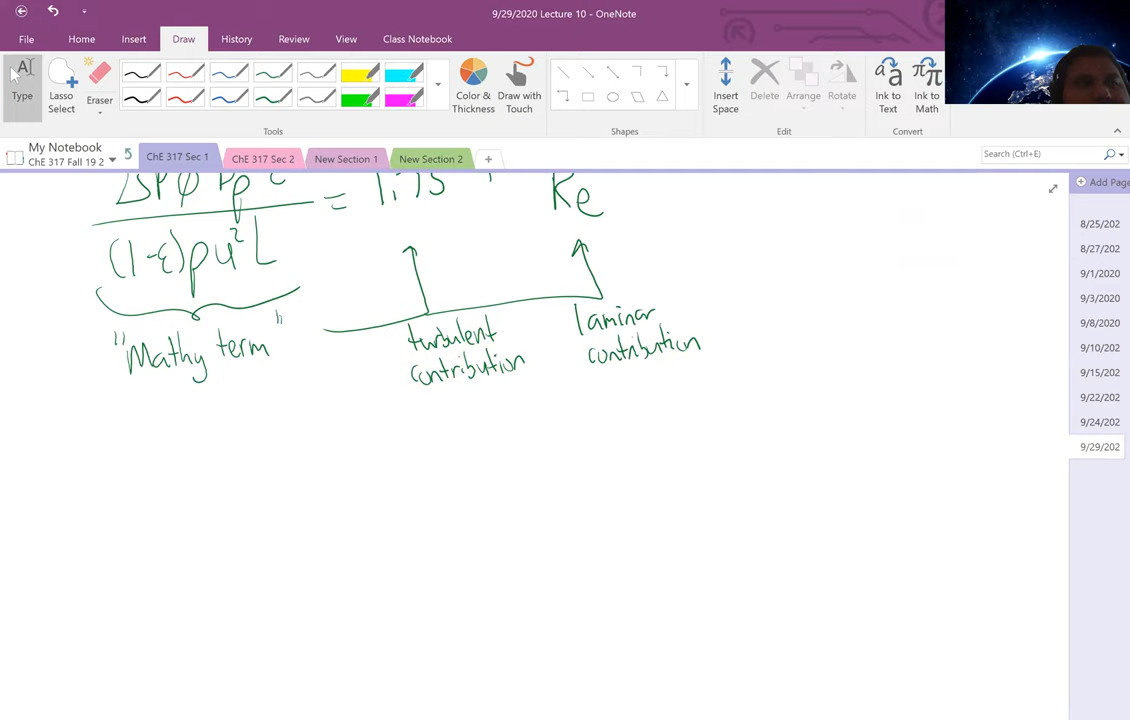 9/29/2020 Lecture 10 - OneNote
File Home Insert Draw History Review View Class Notebook
Type
Lasso Select
Eraser
Color & Thickness
Draw with Touch
Insert Space
Delete
Arrange
Rotate
Ink to Text
Ink to Math
Tools
Shapes
Edit
Convert
My Notebook
ChE 317 Fall 19 2
ChE 317 Sec 1
ChE 317 Sec 2
New Section 1
New Section 2
Search (Ctrl+E)
Add Page
8/25/202
8/27/202
9/1/2020
9/3/2020
9/8/2020
9/10/202
9/15/202
9/22/202
9/24/202
9/29/202
= 1.75
Re
(1-ε)ρu²L
"Mathy term"
turbulent
contribution
laminar
contribution